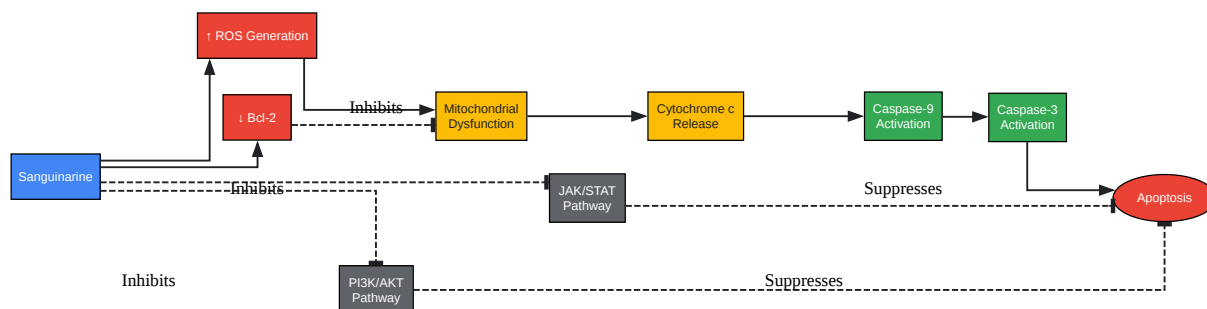 ↑ ROS Generation
Inhibits
Mitochondrial
Dysfunction
Cytochrome c
Release
Caspase-9
Activation
Caspase-3
Activation
↓ Bcl-2
Sanguinarine
Inhibits
JAK/STAT
Pathway
Suppresses
Apoptosis
Inhibits
PI3K/AKT
Pathway
Suppresses